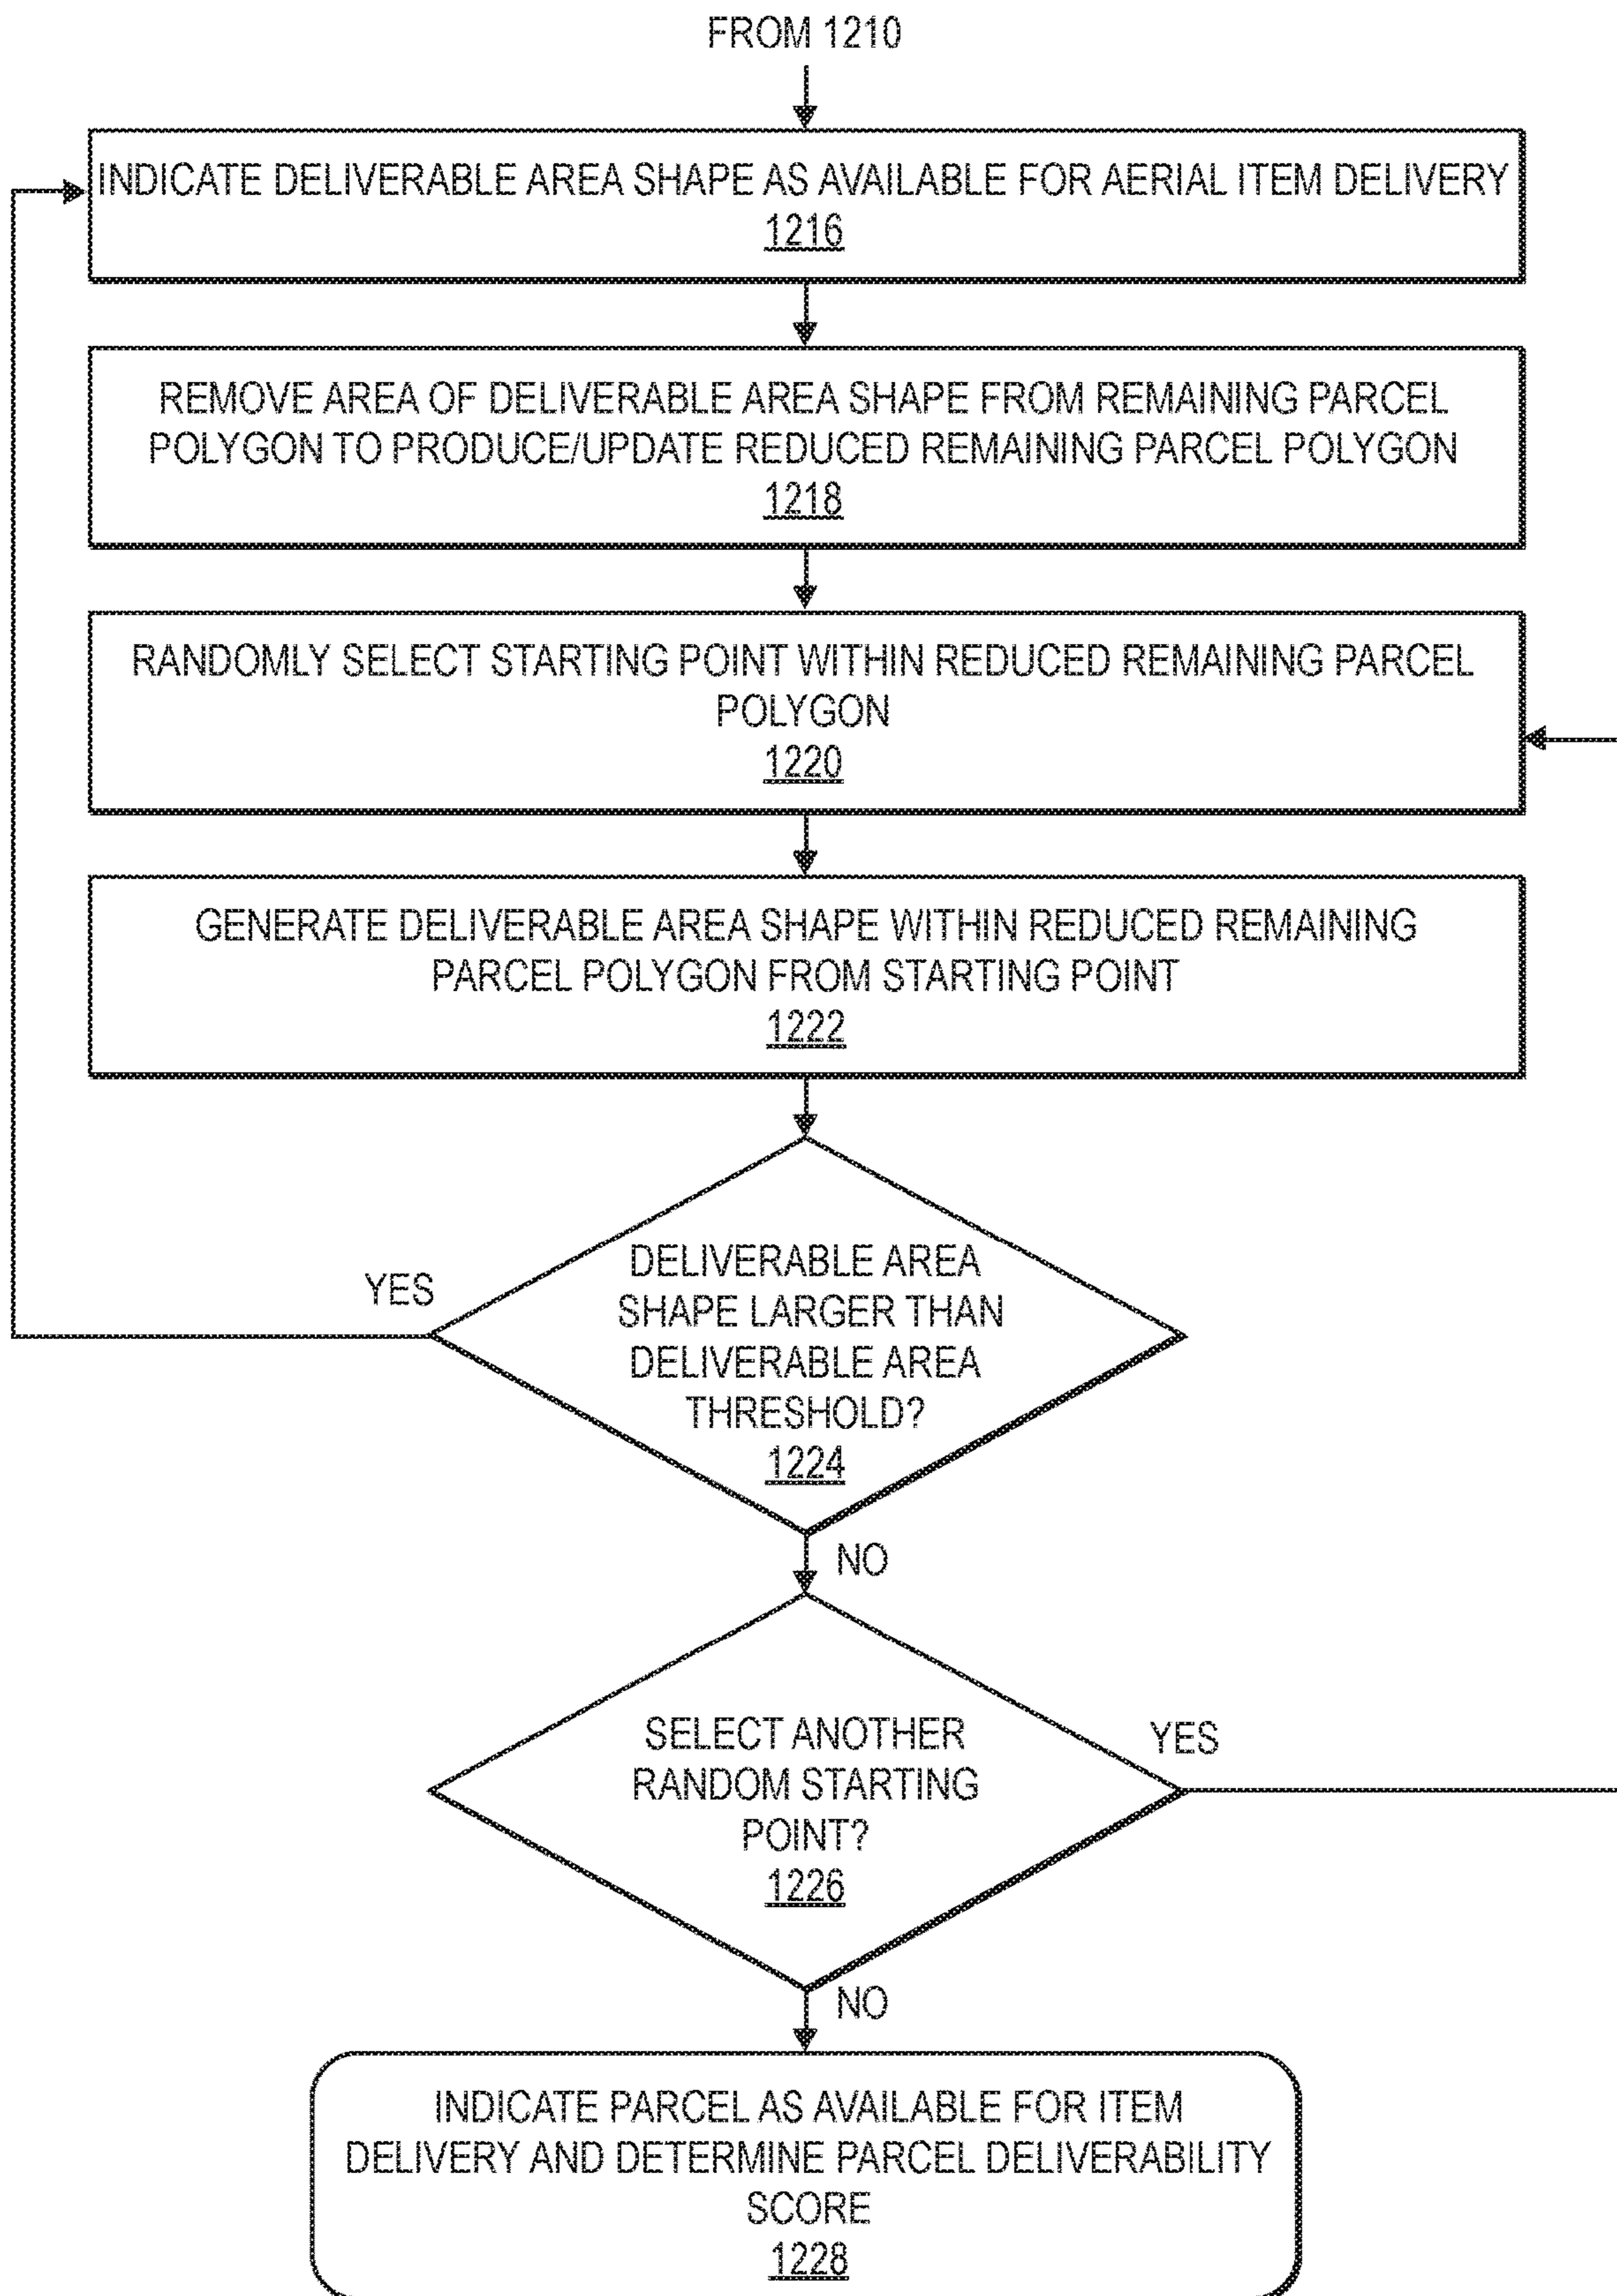 FROM 1210
INDICATE DELIVERABLE AREA SHAPE AS AVAILABLE FOR AERIAL ITEM DELIVERY
1216
REMOVE AREA OF DELIVERABLE AREA SHAPE FROM REMAINING PARCEL
POLYGON TO PRODUCE/UPDATE REDUCED REMAINING PARCEL POLYGON
1218
RANDOMLY SELECT STARTING POINT WITHIN REDUCED REMAINING PARCEL
POLYGON
1220
GENERATE DELIVERABLE AREA SHAPE WITHIN REDUCED REMAINING
PARCEL POLYGON FROM STARTING POINT
1222
YES
DELIVERABLE AREA
SHAPE LARGER THAN
DELIVERABLE AREA
THRESHOLD?
1224
NO
SELECT ANOTHER
RANDOM STARTING
POINT?
1226
YES
NO
INDICATE PARCEL AS AVAILABLE FOR ITEM
DELIVERY AND DETERMINE PARCEL DELIVERABILITY
SCORE
1228